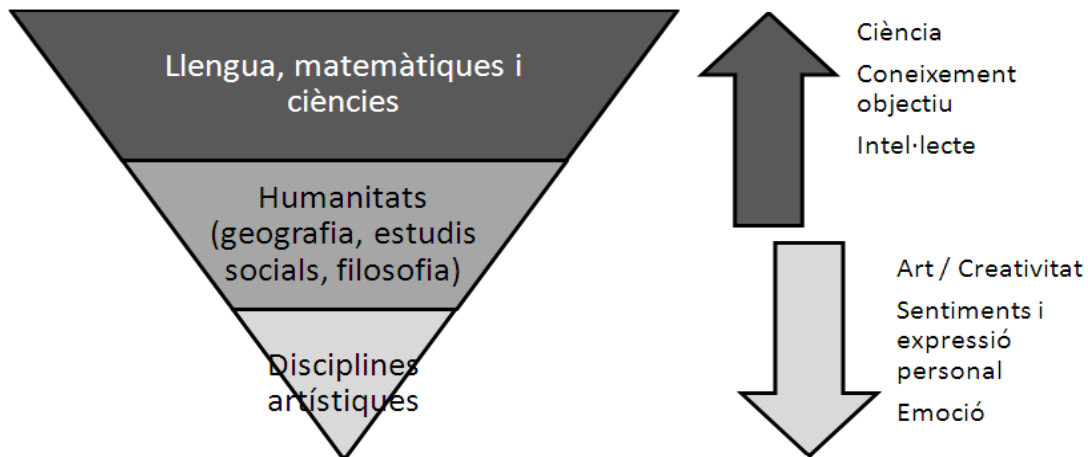 Llengua, matemàtiques i
ciències
Humanitats
(geografia, estudis
socials, filosofia)
Disciplines
artístiques
Ciència
Coneixement
objectiu
Intel·lecte
Art / Creativitat
Sentiments i
expressió
personal
Emoció